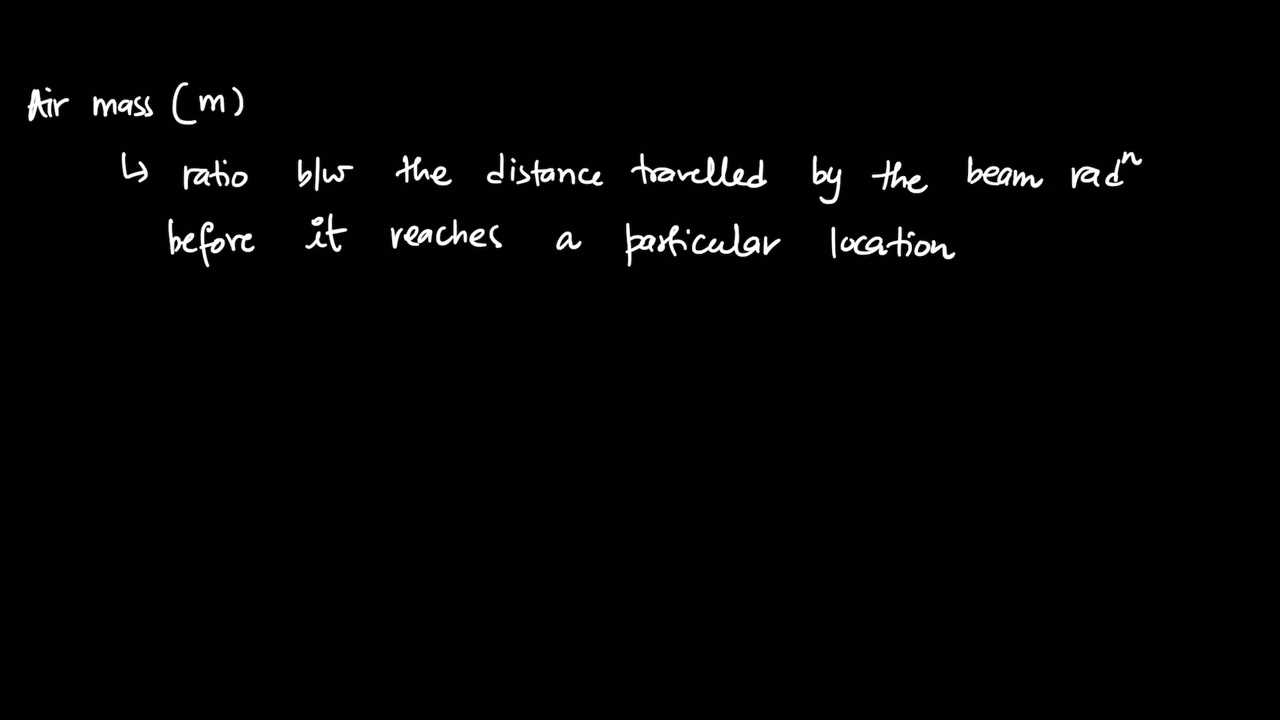 Air mass (m)
↳ ratio b/w the distance travelled by the beam radⁿ
before it reaches a particular location